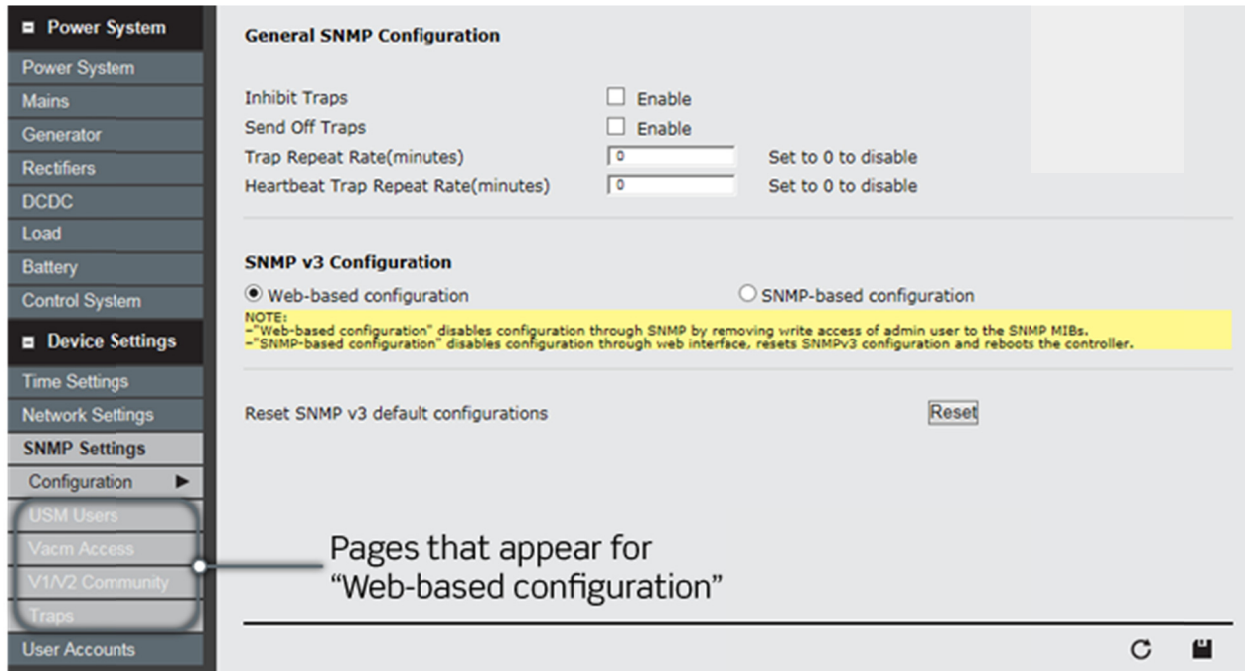 Power System
Power System
Mains
Generator
Rectifiers
DCDC
Load
Battery
Control System
Device Settings
Time Settings
Network Settings
SNMP Settings
Configuration
USM Users
Vacm Access
V1/V2 Community
Traps
User Accounts
General SNMP Configuration
Inhibit Traps Enable
Send Off Traps Enable
Trap Repeat Rate(minutes) 0 Set to 0 to disable
Heartbeat Trap Repeat Rate(minutes) 0 Set to 0 to disable
SNMP v3 Configuration
Web-based configuration SNMP-based configuration
NOTE:
-"Web-based configuration" disables configuration through SNMP by removing write access of admin user to the SNMP MIBs.
-"SNMP-based configuration" disables configuration through web interface, resets SNMPv3 configuration and reboots the controller.
Reset SNMP v3 default configurations Reset
Pages that appear for
“Web-based configuration”